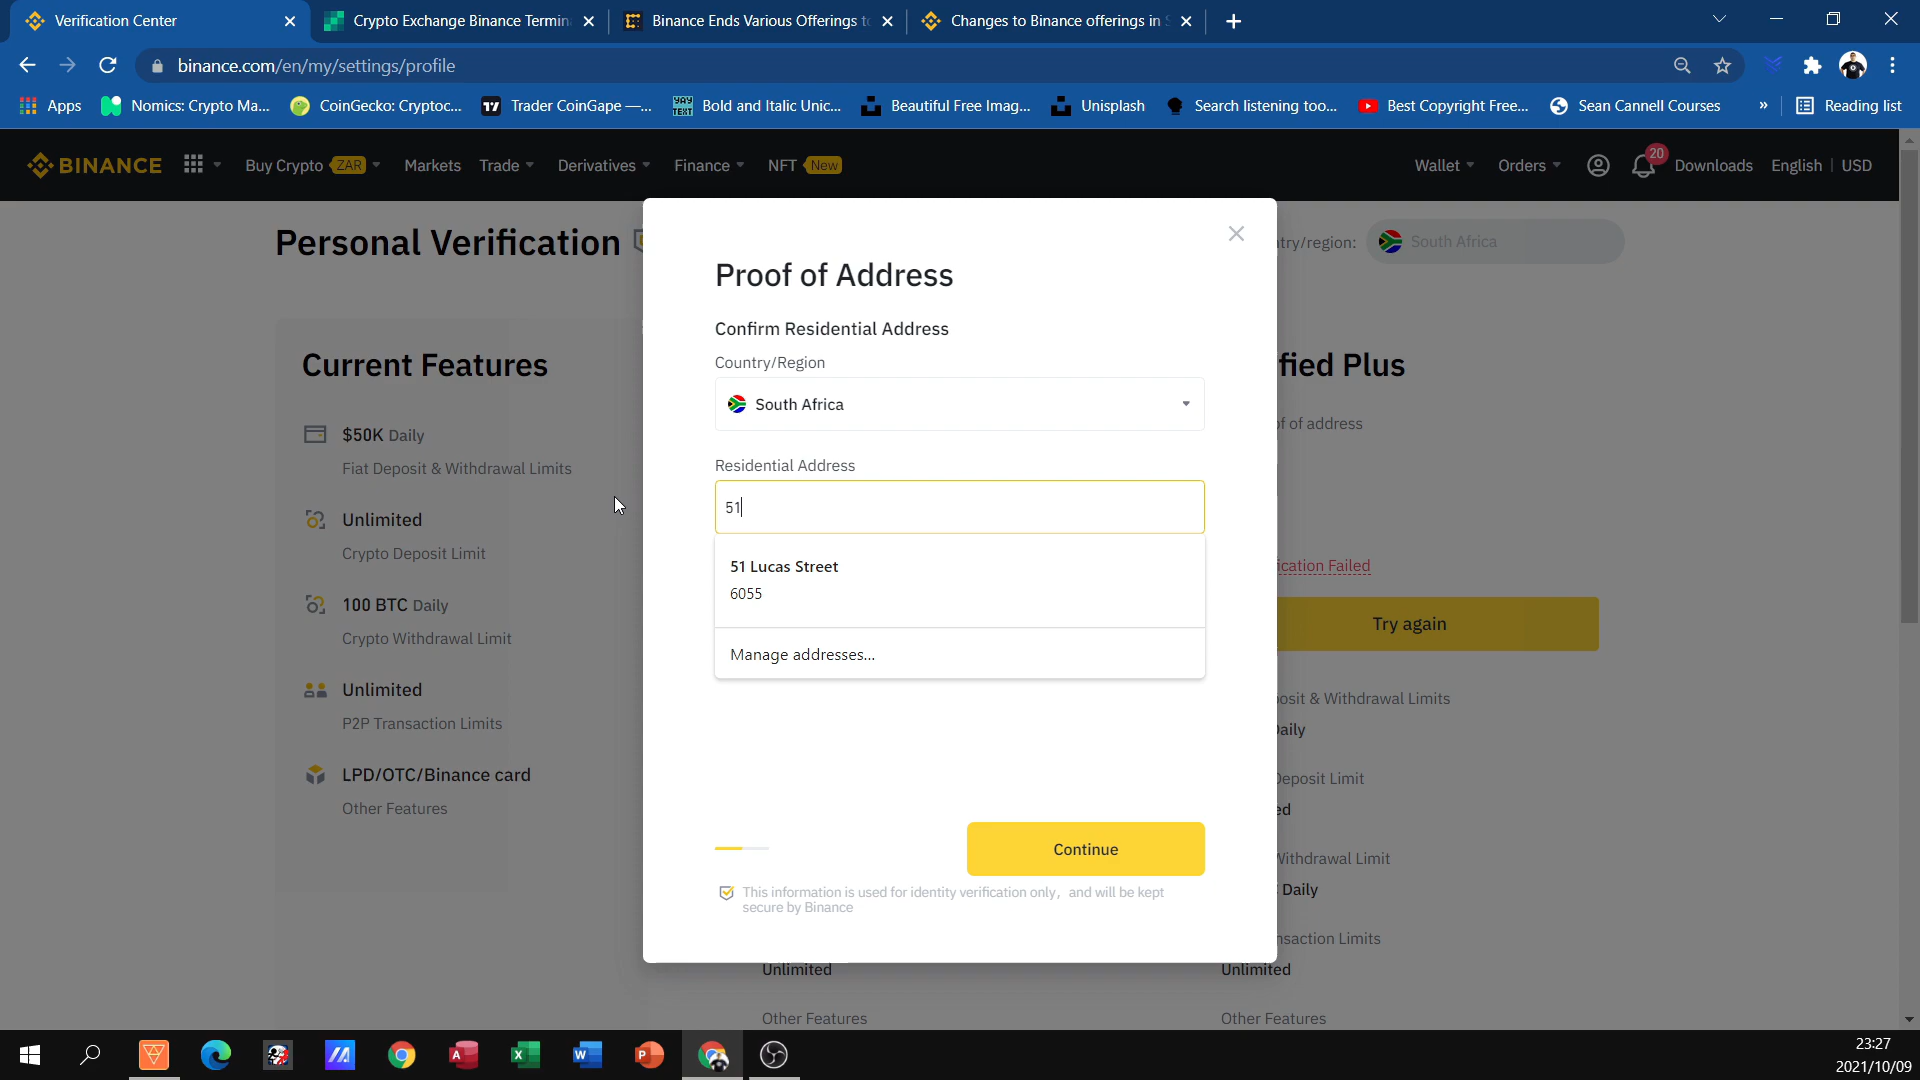 Verification Center
Crypto Exchange Binance Termin
Binance Ends Various Offerings t
Changes to Binance offerings in S
binance.com/en/my/settings/profile
Apps
Nomics: Crypto Ma...
CoinGecko: Cryptoc...
Trader CoinGape —...
Bold and Italic Unic...
Beautiful Free Imag...
Unisplash
Search listening too...
Best Copyright Free...
Sean Cannell Courses
»
Reading list
BINANCE
Buy Crypto ZAR
Markets
Trade
Derivatives
Finance
NFT New
Wallet
Orders
20
Downloads
English | USD
Personal Verification
try/region:
South Africa
Proof of Address
Confirm Residential Address
Country/Region
South Africa
Residential Address
51
51 Lucas Street
6055
Manage addresses...
Continue
This information is used for identity verification only, and will be kept
secure by Binance
Current Features
$50K Daily
Fiat Deposit & Withdrawal Limits
Unlimited
Crypto Deposit Limit
100 BTC Daily
Crypto Withdrawal Limit
Unlimited
P2P Transaction Limits
LPD/OTC/Binance card
Other Features
fied Plus
of of address
ication Failed
Try again
osit & Withdrawal Limits
Daily
Deposit Limit
ed
Withdrawal Limit
Daily
nsaction Limits
Unlimited
Unlimited
Other Features
Other Features
23:27
2021/10/09